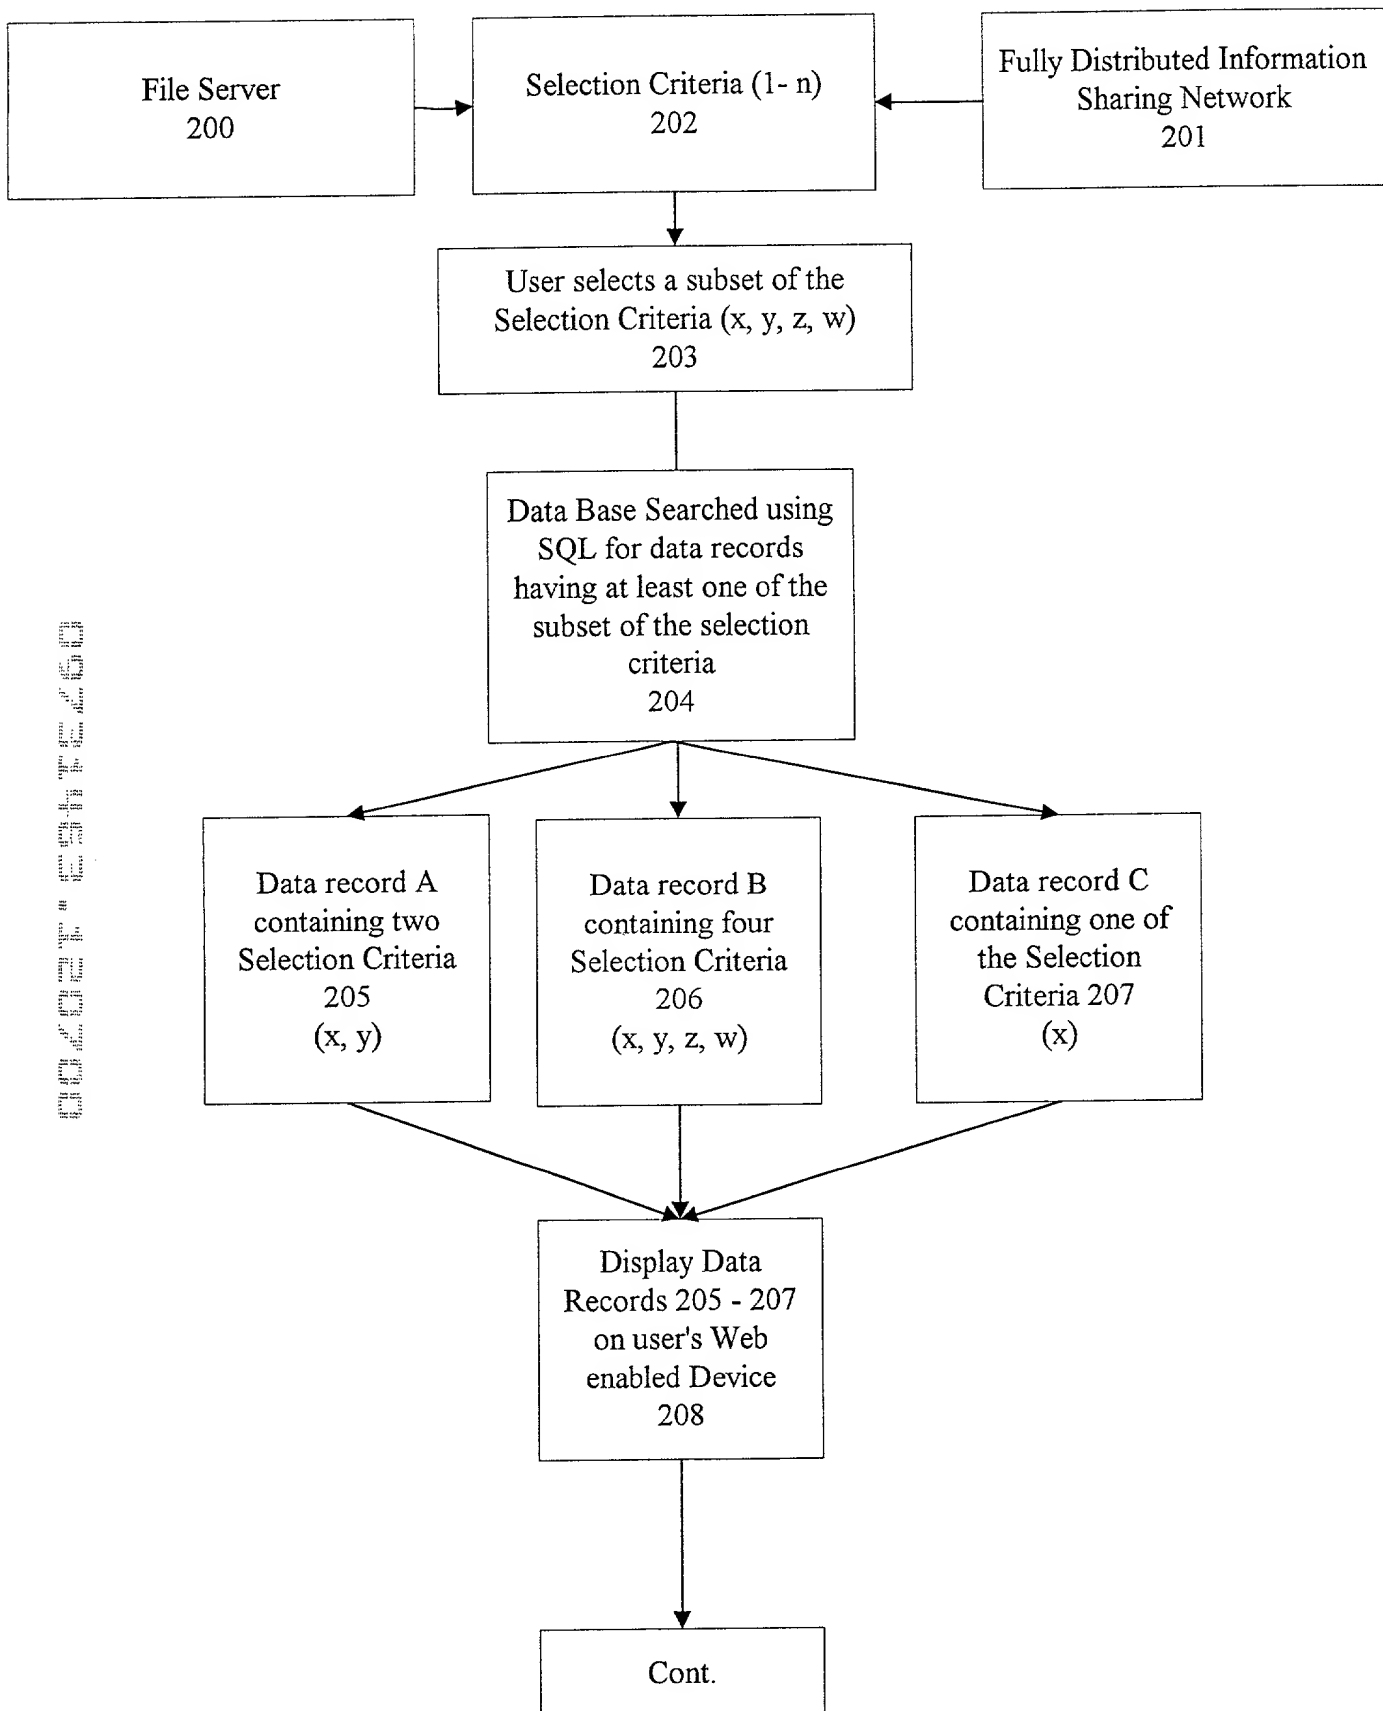 File Server
200
Selection Criteria (1- n)
202
Fully Distributed Information
Sharing Network
201
User selects a subset of the
Selection Criteria (x, y, z, w)
203
Data Base Searched using
SQL for data records
having at least one of the
subset of the selection
criteria
204
Data record A
containing two
Selection Criteria
205
(x, y)
Data record B
containing four
Selection Criteria
206
(x, y, z, w)
Data record C
containing one of
the Selection
Criteria 207
(x)
Display Data
Records 205 - 207
on user's Web
enabled Device
208
Cont.